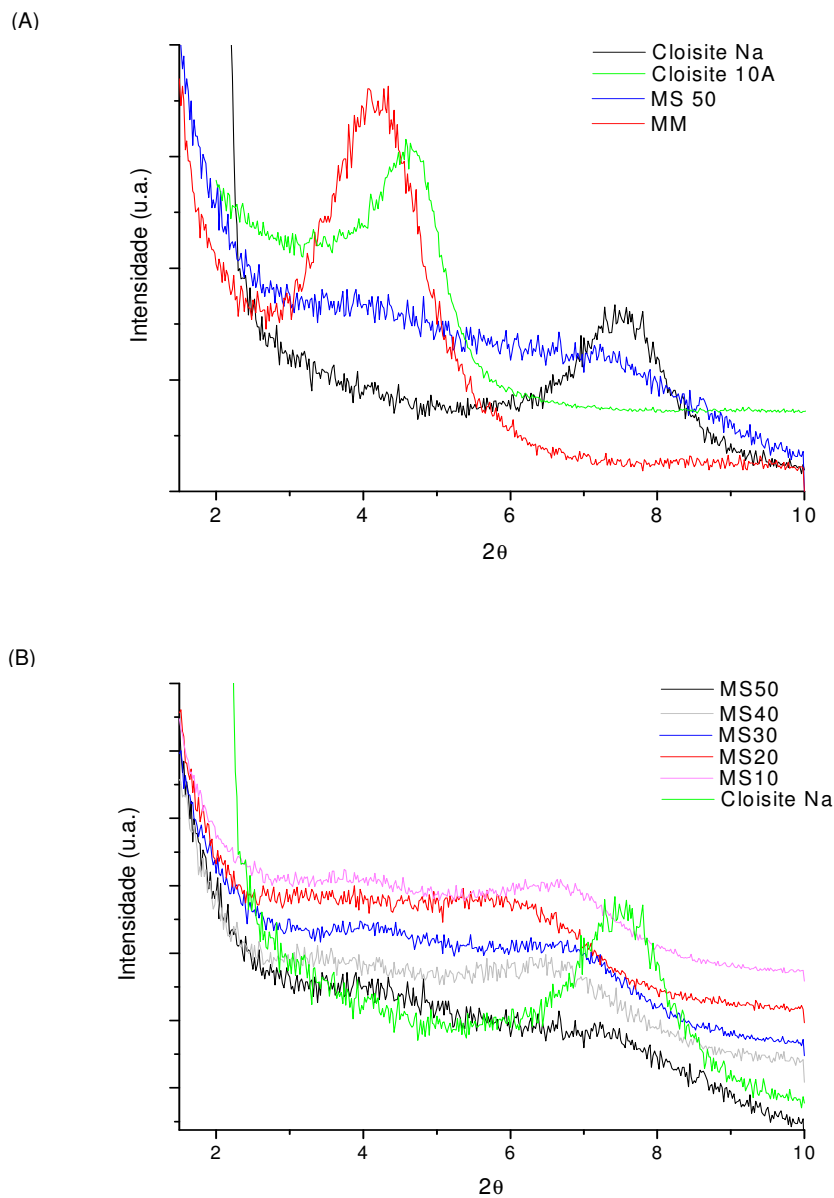 (A)
Cloisite Na
Cloisite 10A
MS 50
MM
Intensidade (u.a.)
2 4 6 8 10
2θ
(B)
MS50
MS40
MS30
MS20
MS10
Cloisite Na
Intensidade (u.a.)
2 4 6 8 10
2θ